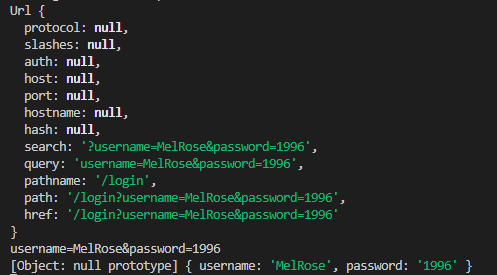 Url {
  protocol: null,
  slashes: null,
  auth: null,
  host: null,
  port: null,
  hostname: null,
  hash: null,
  search: '?username=MelRose&password=1996',
  query: 'username=MelRose&password=1996',
  pathname: '/login',
  path: '/login?username=MelRose&password=1996',
  href: '/login?username=MelRose&password=1996'
}
username=MelRose&password=1996
[Object: null prototype] { username: 'MelRose', password: '1996' }